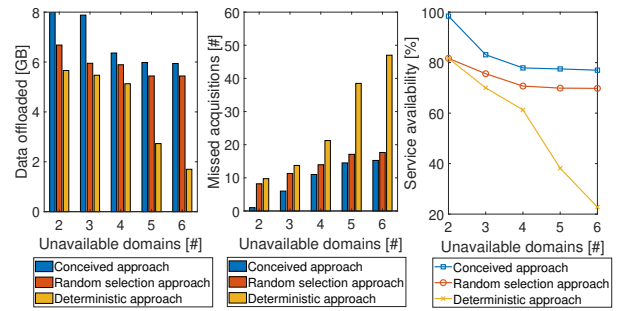 Data offloaded [GB]
8
6
4
2
0
2 3 4 5 6
Unavailable domains [#]
Conceived approach
Random selection approach
Deterministic approach
Missed acquisitions [#]
60
50
40
30
20
10
0
2 3 4 5 6
Unavailable domains [#]
Conceived approach
Random selection approach
Deterministic approach
Service availability [%]
100
80
60
40
20
2 3 4 5 6
Unavailable domains [#]
Conceived approach
Random selection approach
Deterministic approach